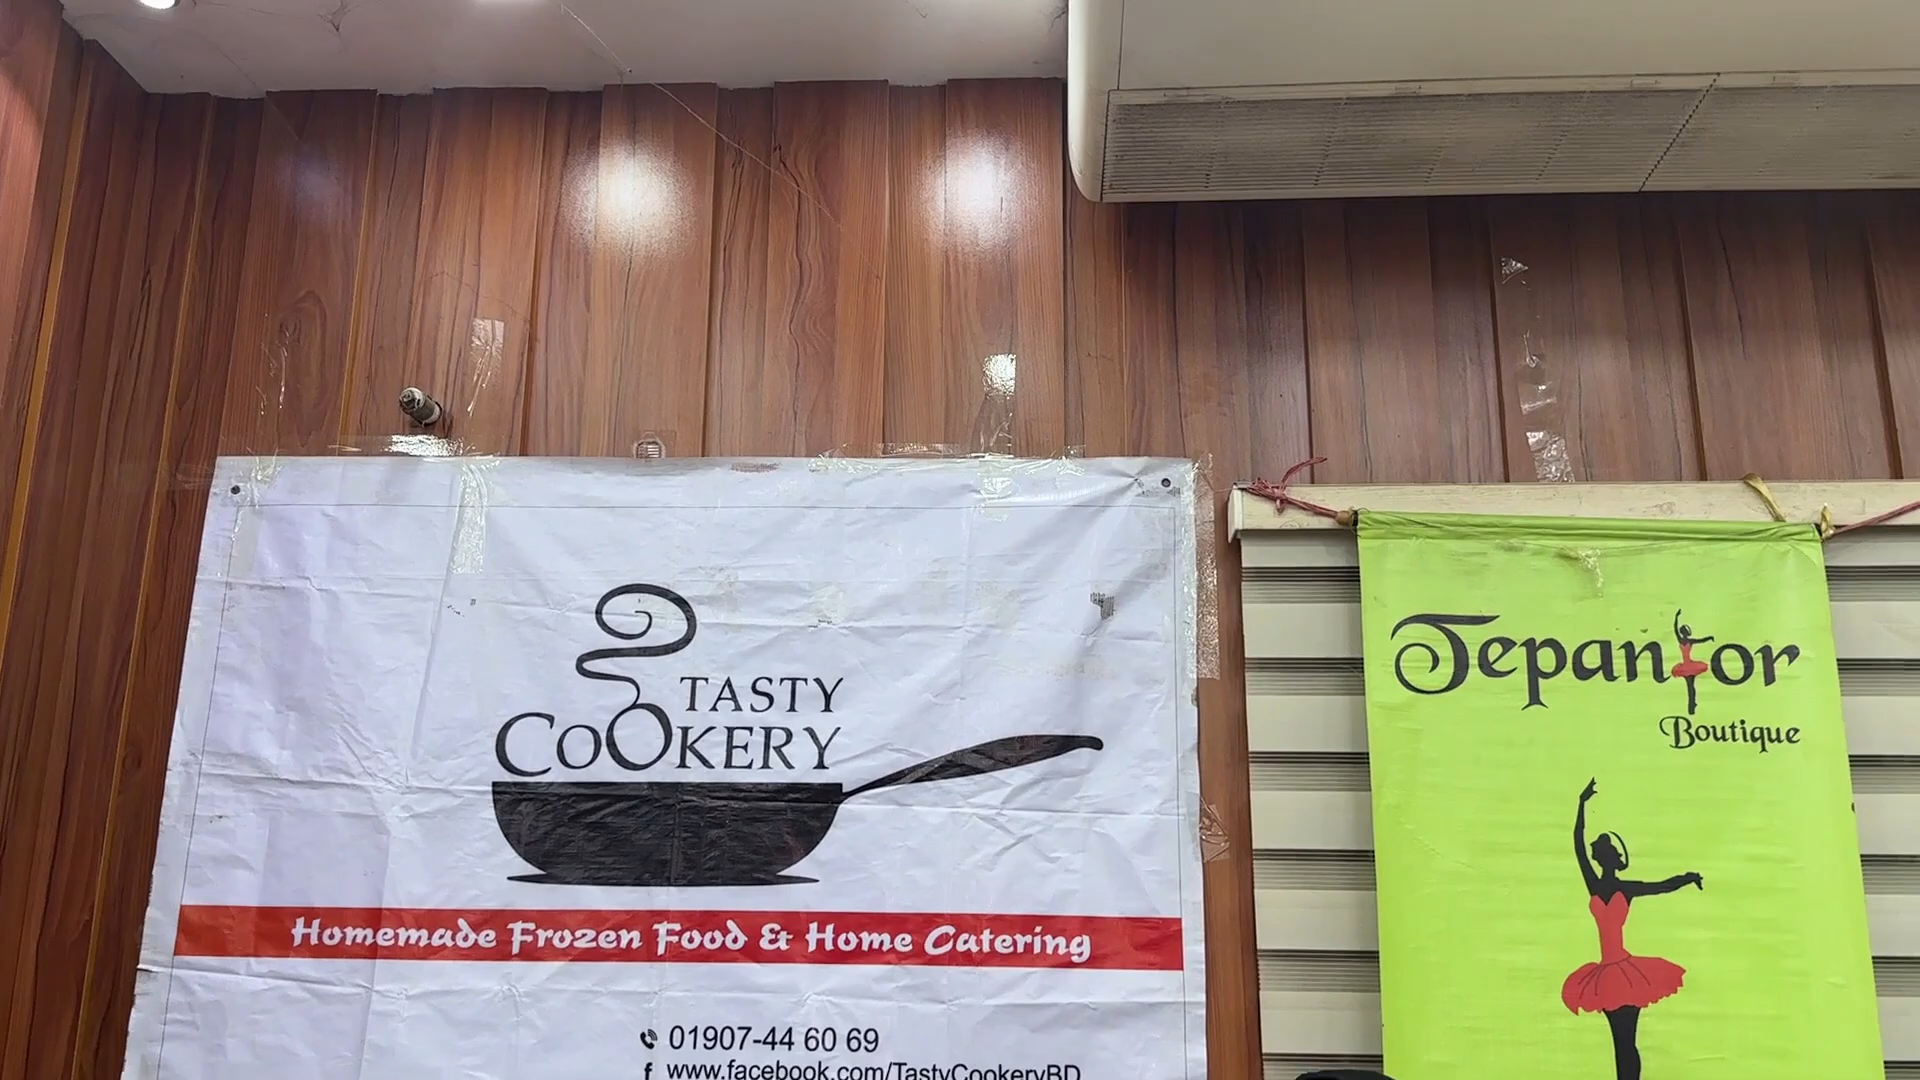 TASTY
COOKERY
Homemade Frozen Food & Home Catering
01907-44 60 69
f www.facebook.com/TastyCookeryBD
Tepantor
Boutique